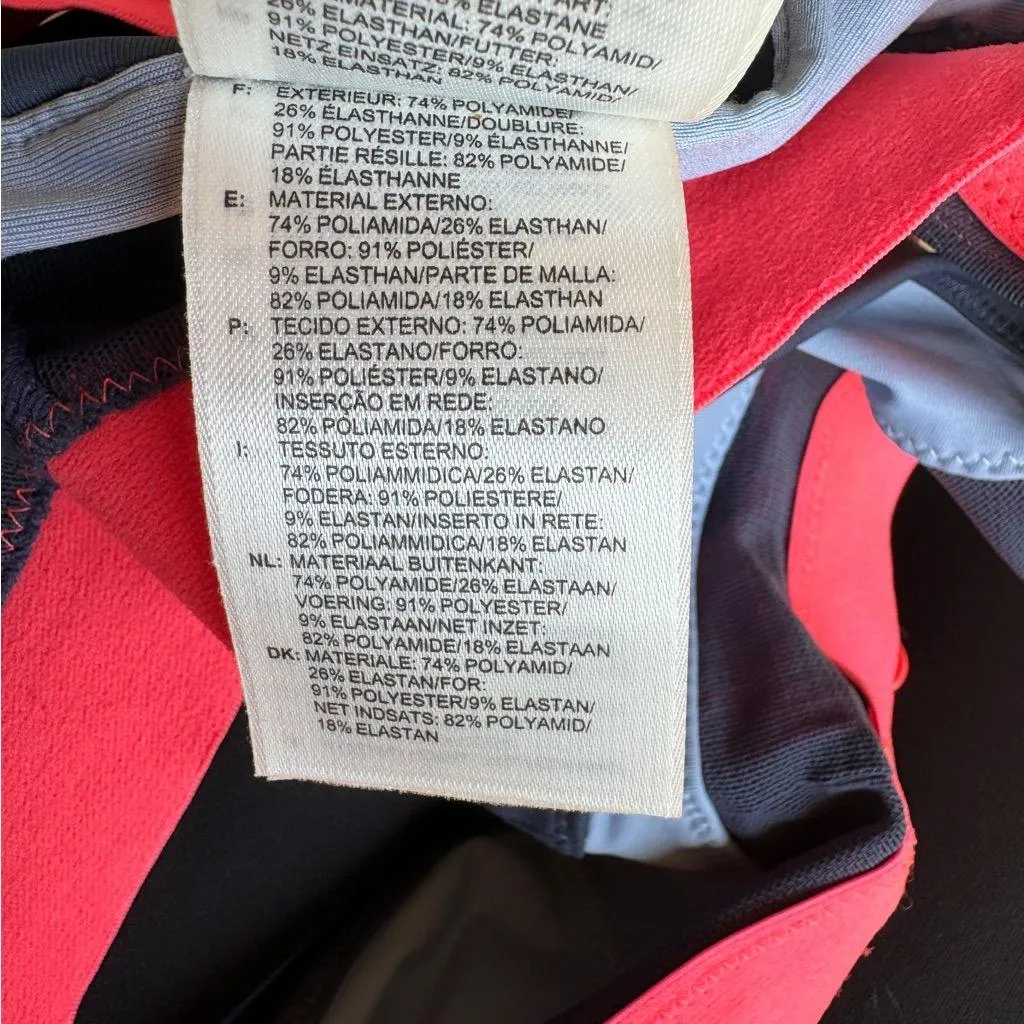 PART:
% ELASTANE
26% ELASTHAN/FUTTER:
MATERIAL: 74% POLYAMID/
91% POLYESTER/9% ELASTHAN/
NETZ EINSATZ: 82% POLYAMID/
18% ELASTHAN
F: EXTÉRIEUR: 74% POLYAMIDE/
26% ÉLASTHANNE/DOUBLURE:
91% POLYESTER/9% ÉLASTHANNE/
PARTIE RÉSILLE: 82% POLYAMIDE/
18% ÉLASTHANNE
E: MATERIAL EXTERNO:
74% POLIAMIDA/26% ELASTHAN/
FORRO: 91% POLIÉSTER/
9% ELASTHAN/PARTE DE MALLA:
82% POLIAMIDA/18% ELASTHAN
P: TECIDO EXTERNO: 74% POLIAMIDA/
26% ELASTANO/FORRO:
91% POLIÉSTER/9% ELASTANO/
INSERÇÃO EM REDE:
82% POLIAMIDA/18% ELASTANO
I: TESSUTO ESTERNO:
74% POLIAMMIDICA/26% ELASTAN/
FODERA: 91% POLIESTERE/
9% ELASTAN/INSERTO IN RETE:
82% POLIAMMIDICA/18% ELASTAN
NL: MATERIAAL BUITENKANT:
74% POLYAMIDE/26% ELASTAAN/
VOERING: 91% POLYESTER/
9% ELASTAAN/NET INZET:
82% POLYAMIDE/18% ELASTAAN
DK: MATERIALE: 74% POLYAMID/
26% ELASTAN/FOR:
91% POLYESTER/9% ELASTAN/
NET INDSATS: 82% POLYAMID/
18% ELASTAN